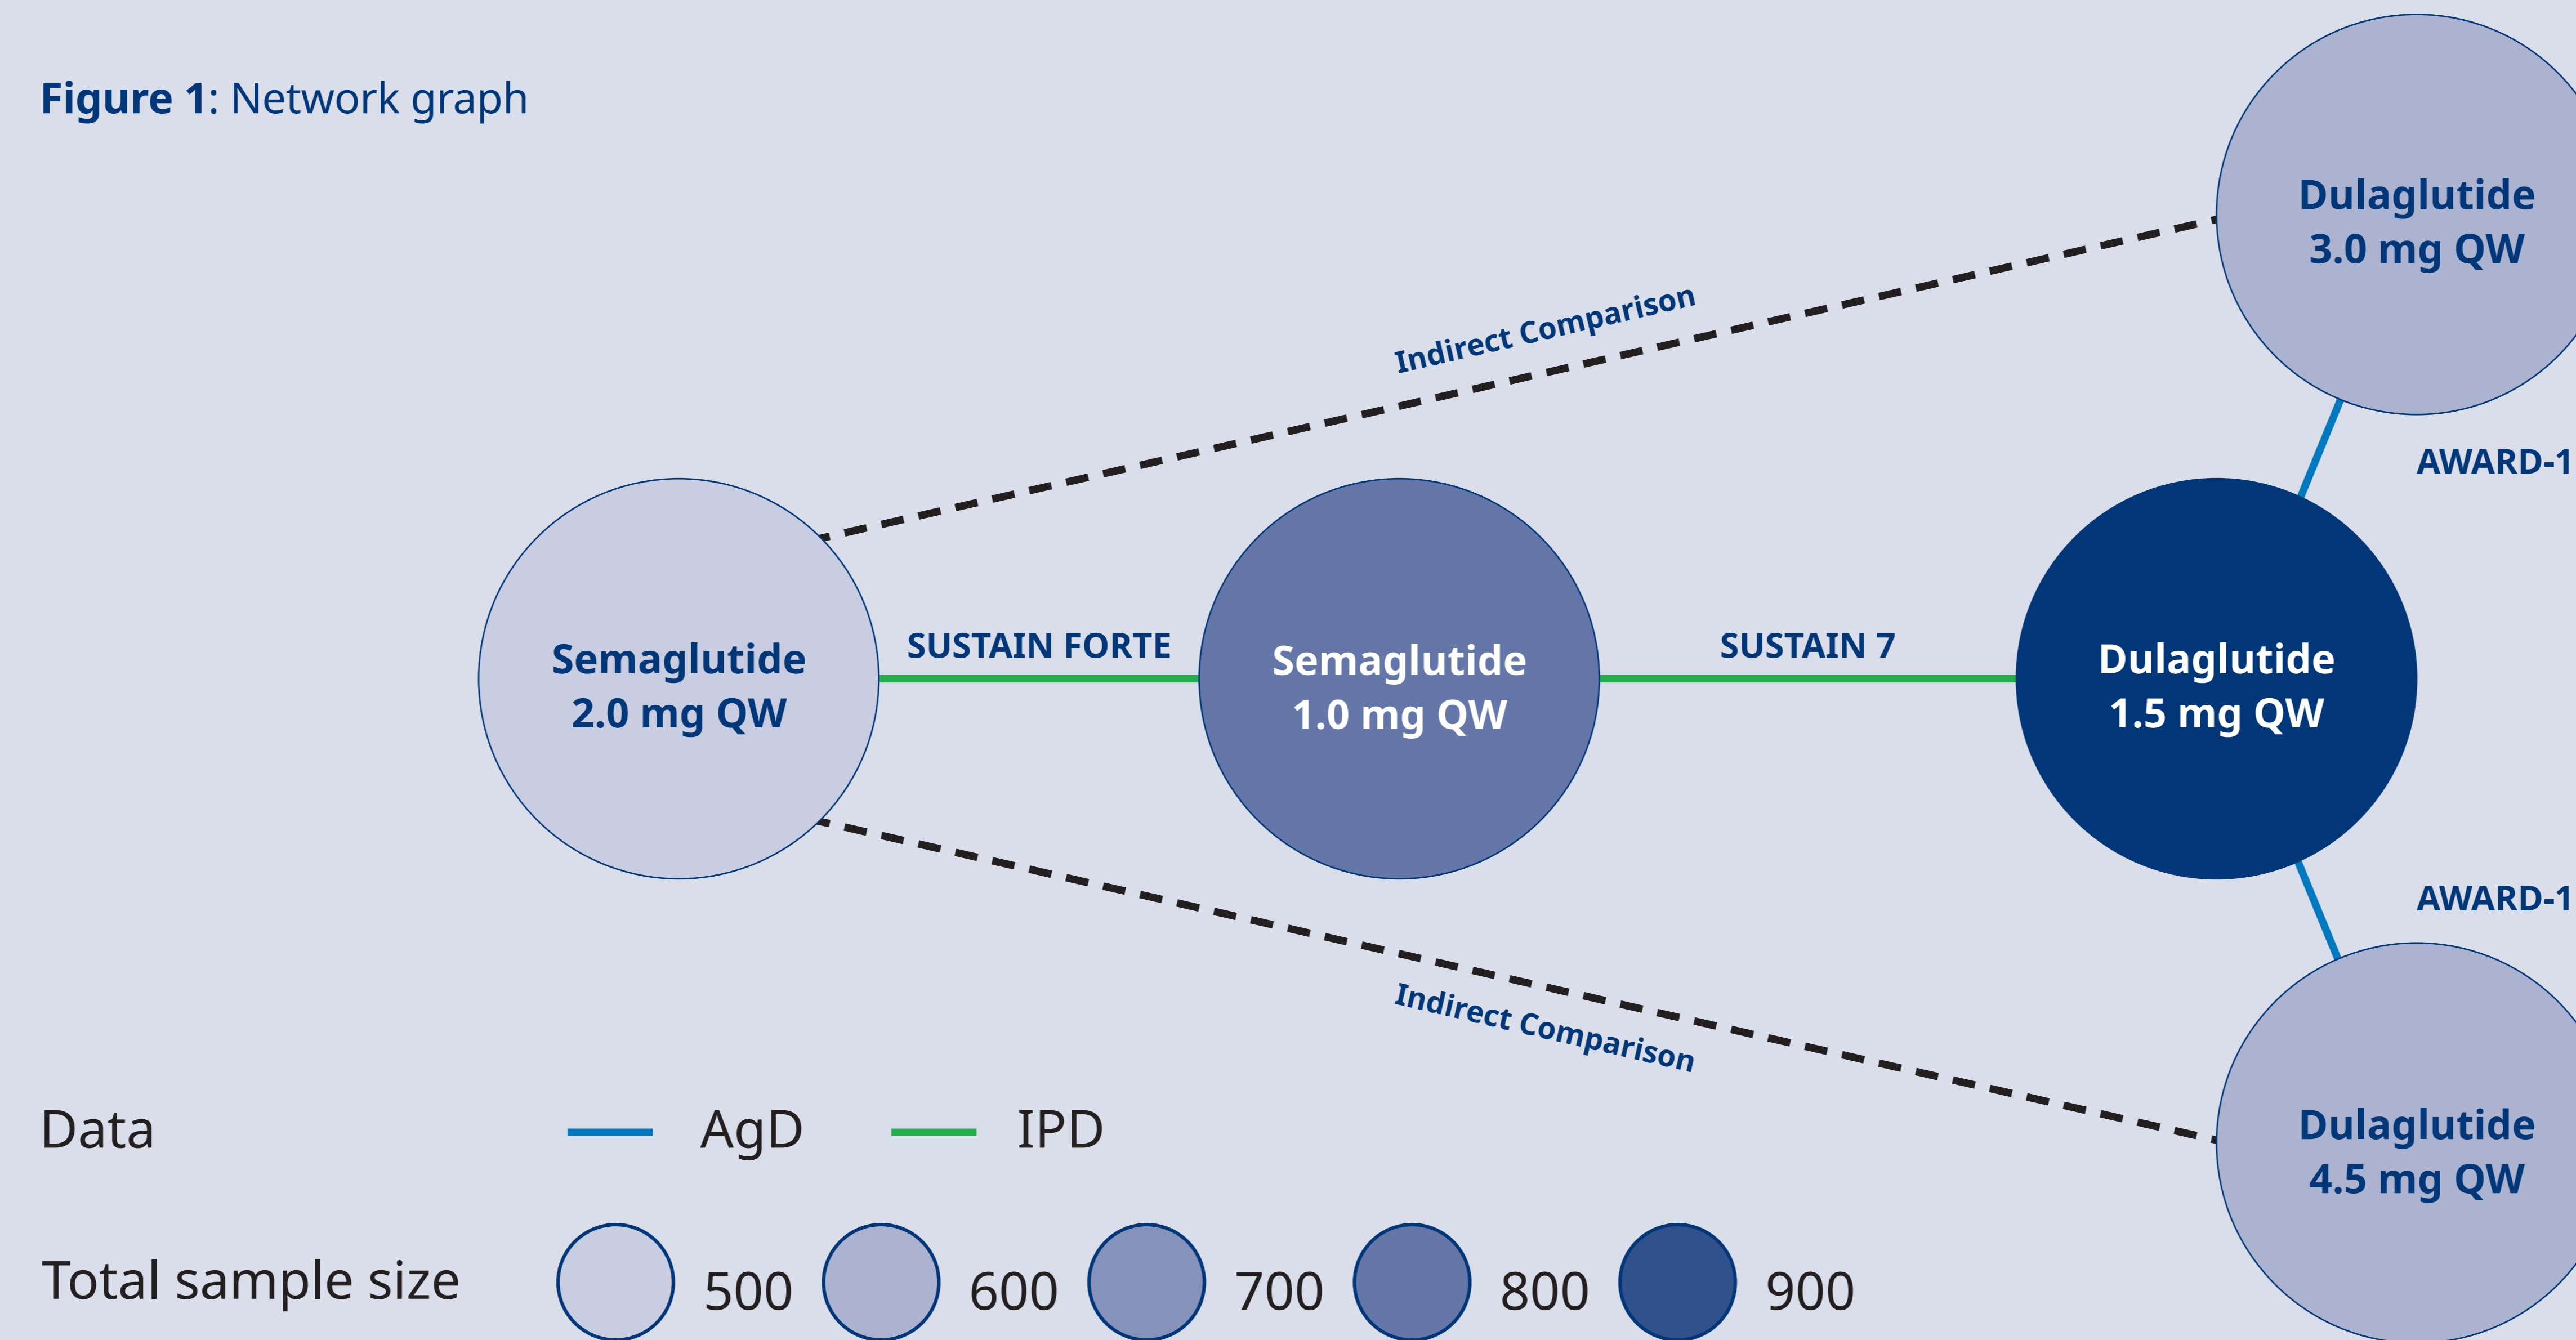 Figure 1: Network graph
Dulaglutide
3.0 mg QW
Indirect Comparison
AWARD-1
Semaglutide
2.0 mg QW
SUSTAIN FORTE
Semaglutide
1.0 mg QW
SUSTAIN 7
Dulaglutide
1.5 mg QW
AWARD-1
Indirect Comparison
Dulaglutide
4.5 mg QW
Data AgD IPD
Total sample size 500 600 700 800 900